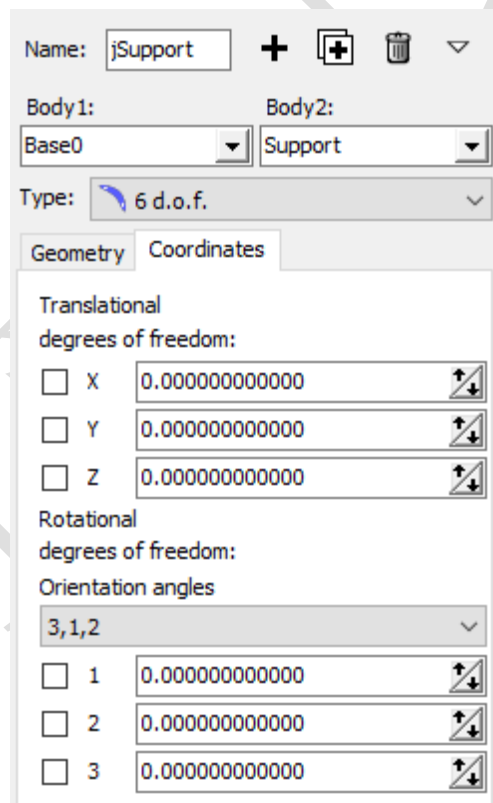 Name: jSupport
Body1: Body2:
Base0 Support
Type: 6 d.o.f.
Geometry Coordinates
Translational
degrees of freedom:
X 0.000000000000
Y 0.000000000000
Z 0.000000000000
Rotational
degrees of freedom:
Orientation angles
3,1,2
1 0.000000000000
2 0.000000000000
3 0.000000000000